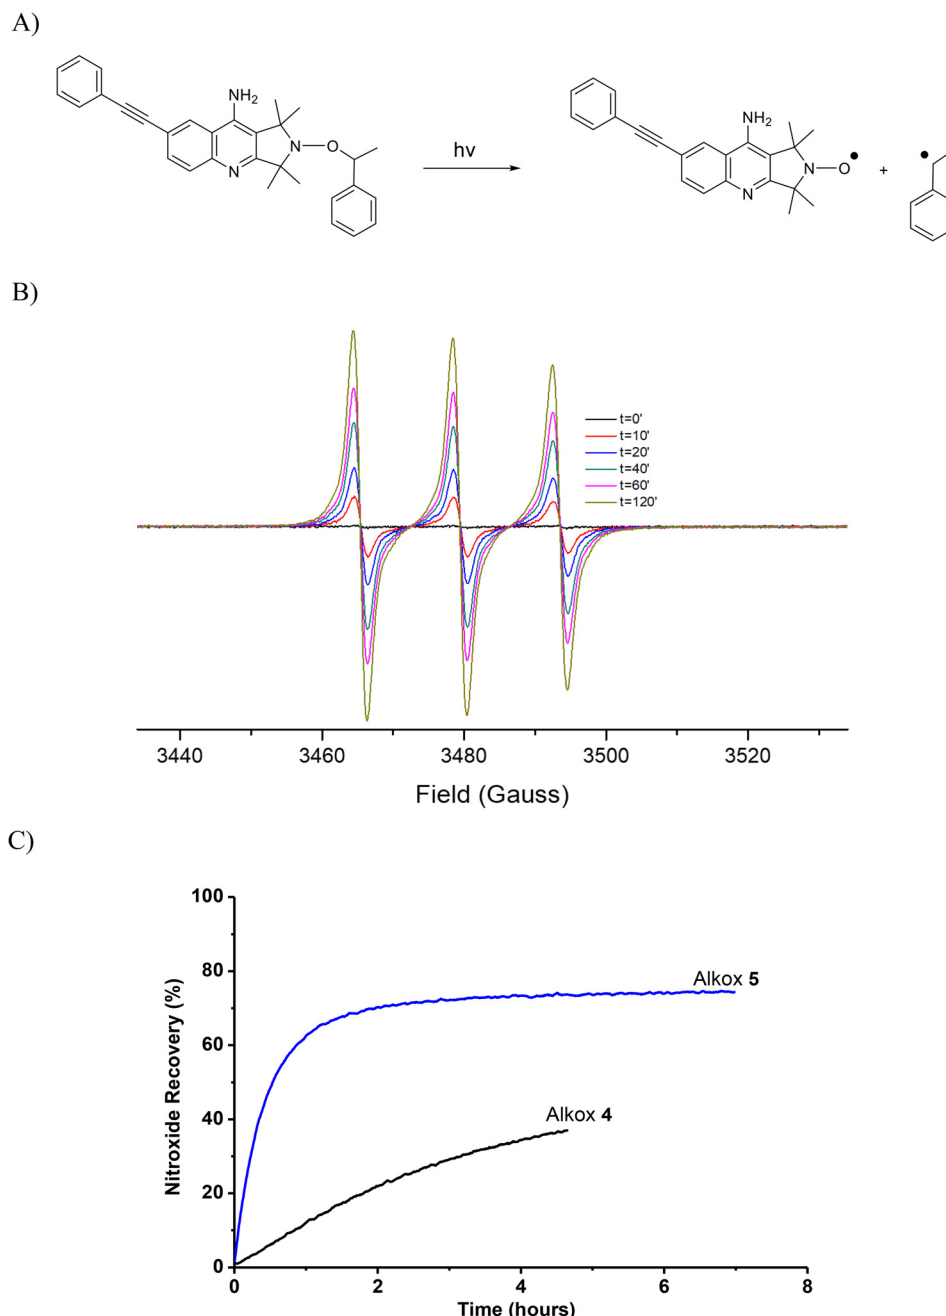 A)
NH₂
N
O
N
hν
NH₂
N
O
N
+
B)
t=0'
t=10'
t=20'
t=40'
t=60'
t=120'
3440
3460
3480
3500
3520
Field (Gauss)
C)
100
80
60
40
20
0
Nitroxide Recovery (%)
Alkox 5
Alkox 4
0
2
4
6
8
Time (hours)